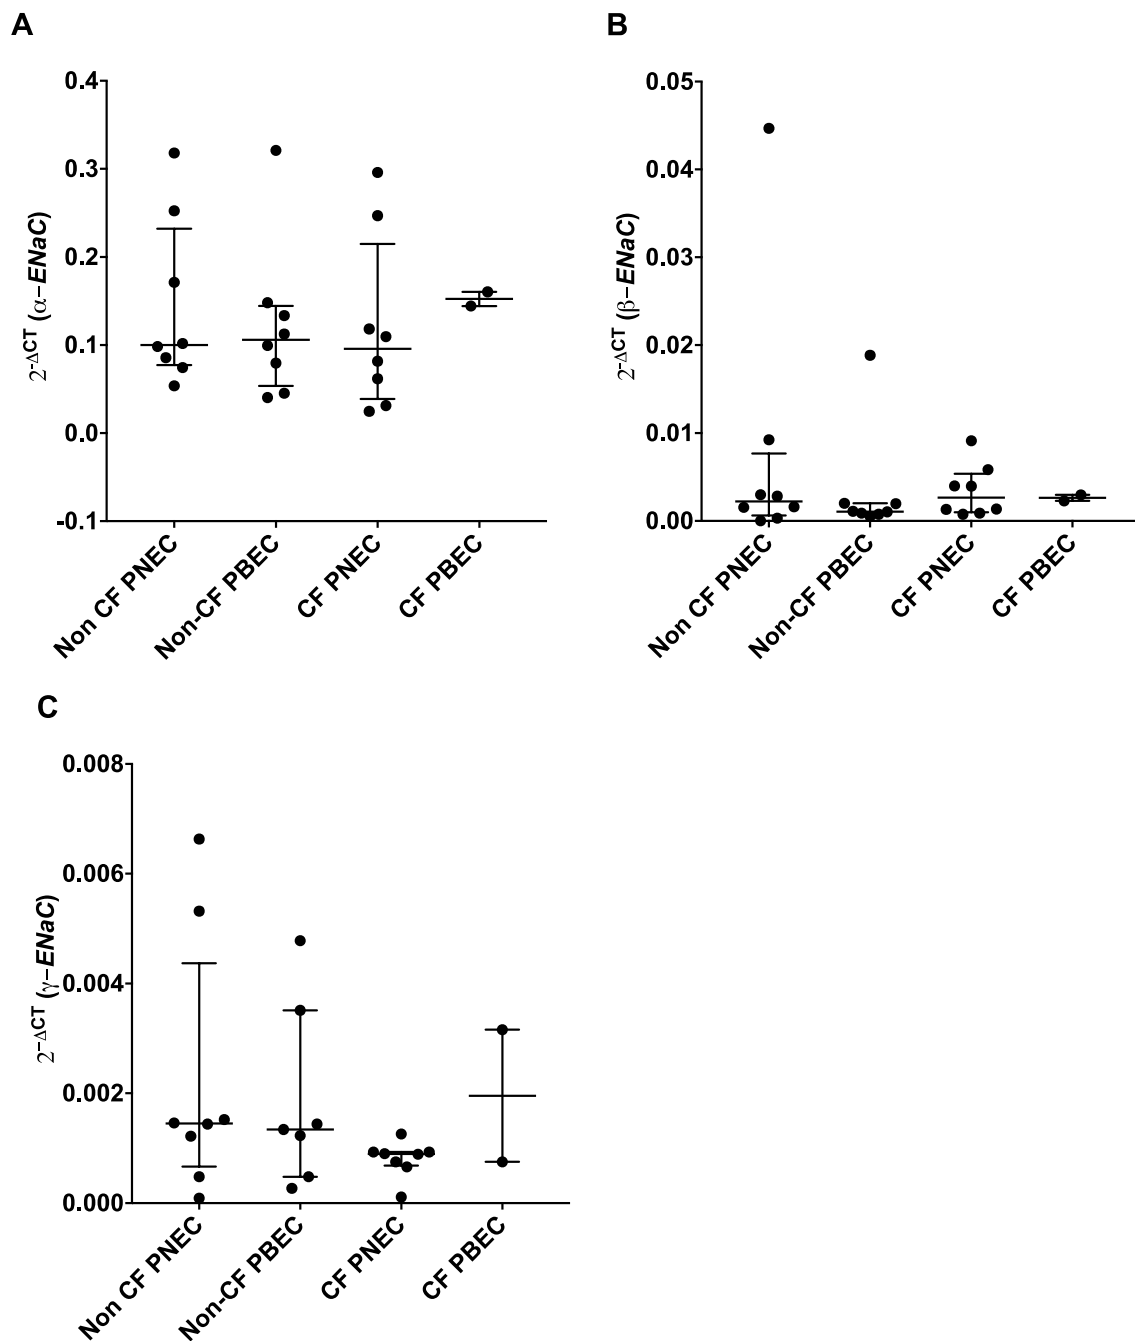 A
2-ΔCT (α-ENaC)
0.4
0.3
0.2
0.1
0.0
-0.1
Non CF PNEC
Non-CF PBEC
CF PNEC
CF PBEC
B
2-ΔCT (β-ENaC)
0.05
0.04
0.03
0.02
0.01
0.00
Non CF PNEC
Non-CF PBEC
CF PNEC
CF PBEC
C
2-ΔCT (γ-ENaC)
0.008
0.006
0.004
0.002
0.000
Non CF PNEC
Non-CF PBEC
CF PNEC
CF PBEC